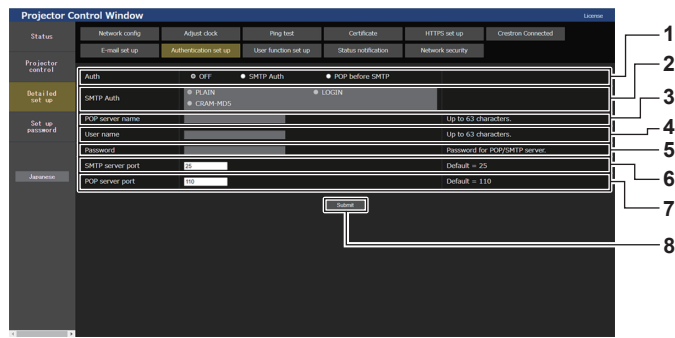 Projector Control Window
License
Status
Network config
Adjust clock
Ping test
Certificate
HTTPS set up
Crestron Connected
E-mail set up
Authentication set up
User function set up
Status notification
Network security
Projector
control
Detailed
set up
Set up
password
Japanese
Auth
OFF
SMTP Auth
POP before SMTP
SMTP Auth
PLAIN
LOGIN
CRAM-MD5
POP server name
Up to 63 characters.
User name
Up to 63 characters.
Password
Password for POP/SMTP server.
SMTP server port
25
Default = 25
POP server port
110
Default = 110
Submit
1
2
3
4
5
6
7
8